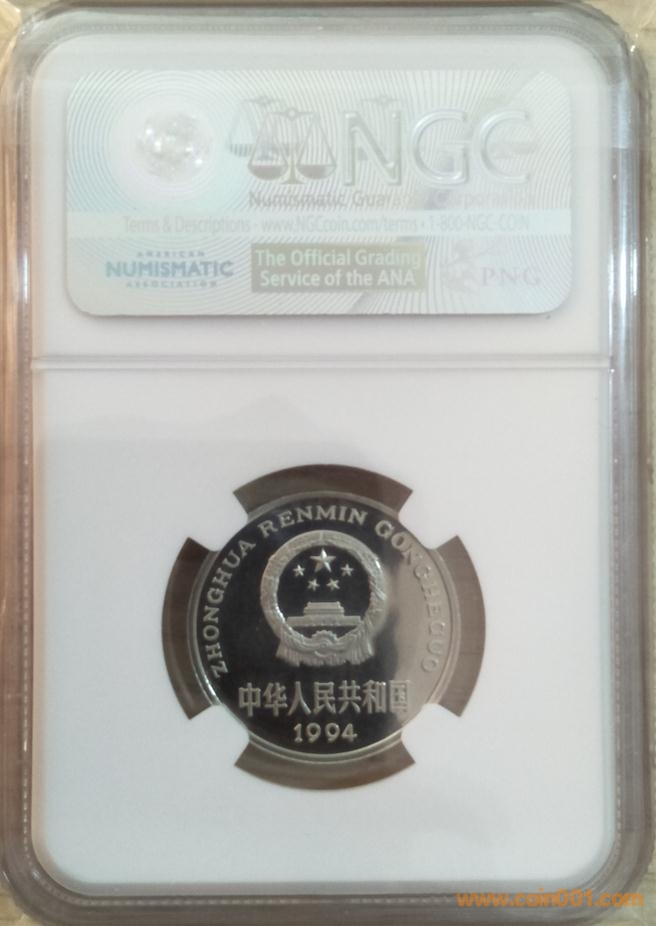 NGC
Numismatic Guaranty Corporation
Terms & Descriptions - www.NGCcoin.com/terms • 1-800-NGC-COIN
AMERICAN
NUMISMATIC
ASSOCIATION
The Official Grading
Service of the ANA
PNG
ZHONGHUA RENMIN GONGHEGUO
中华人民共和国
1994
www.coin001.com